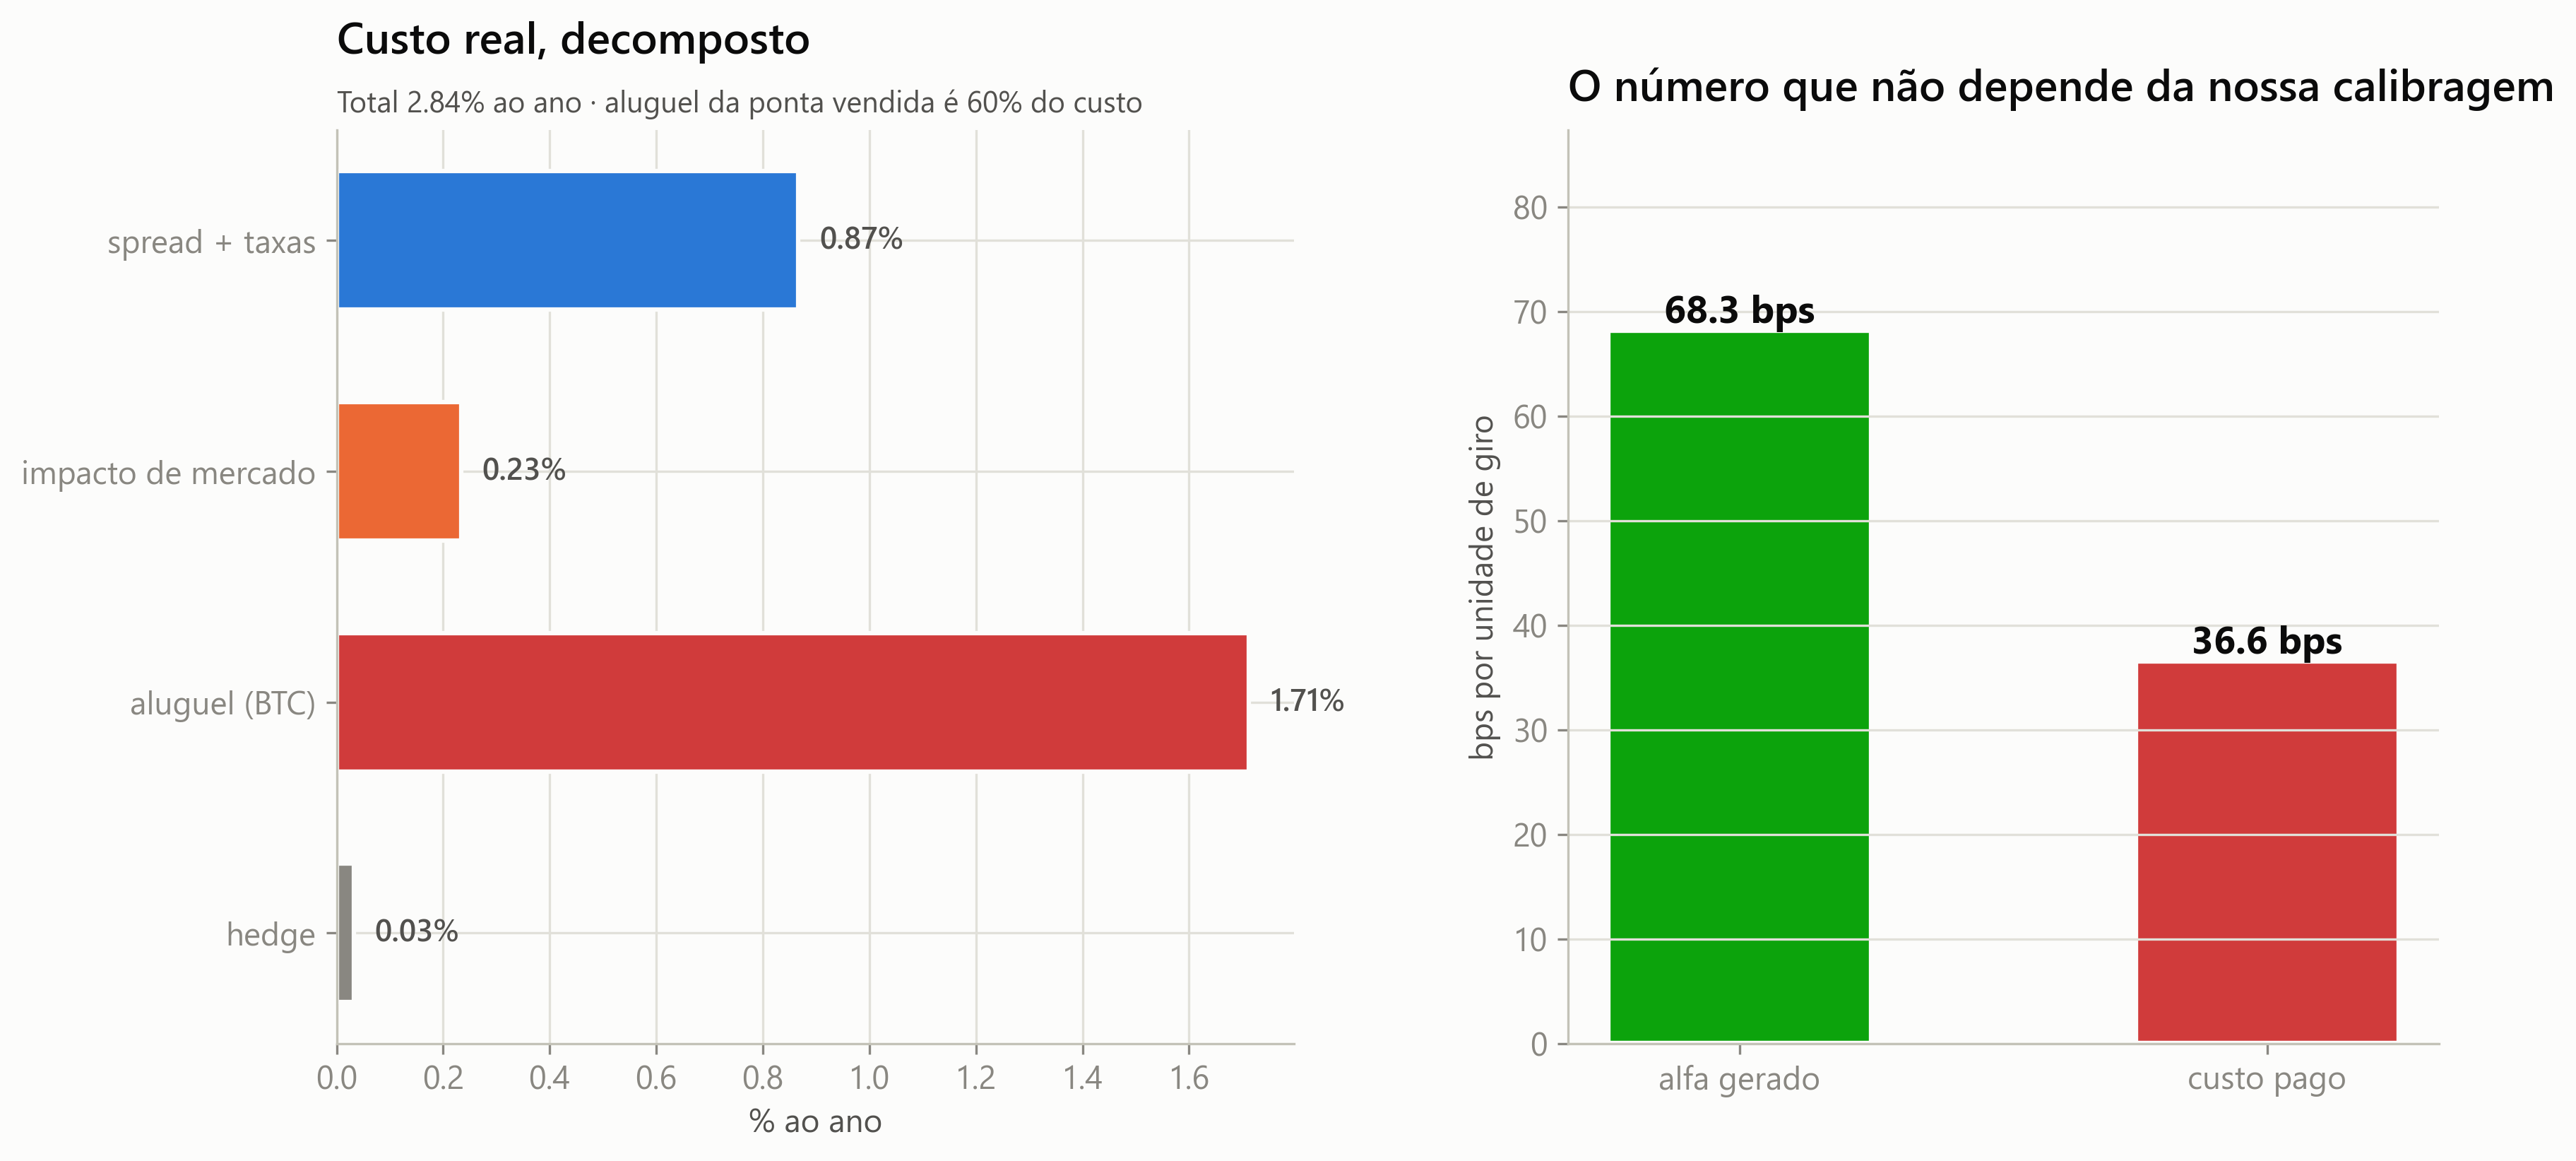 Custo real, decomposto
Total 2.84% ao ano · aluguel da ponta vendida é 60% do custo
spread + taxas
0.87%
impacto de mercado
0.23%
aluguel (BTC)
1.71%
hedge
0.03%
0.0 0.2 0.4 0.6 0.8 1.0 1.2 1.4 1.6
% ao ano
O número que não depende da nossa calibragem
bps por unidade de giro
80
70
60
50
40
30
20
10
0
68.3 bps
36.6 bps
alfa gerado custo pago